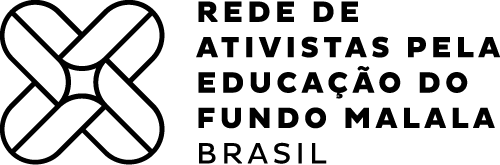 REDE DE
ATIVISTAS PELA
EDUCAÇÃO DO
FUNDO MALALA
BRASIL